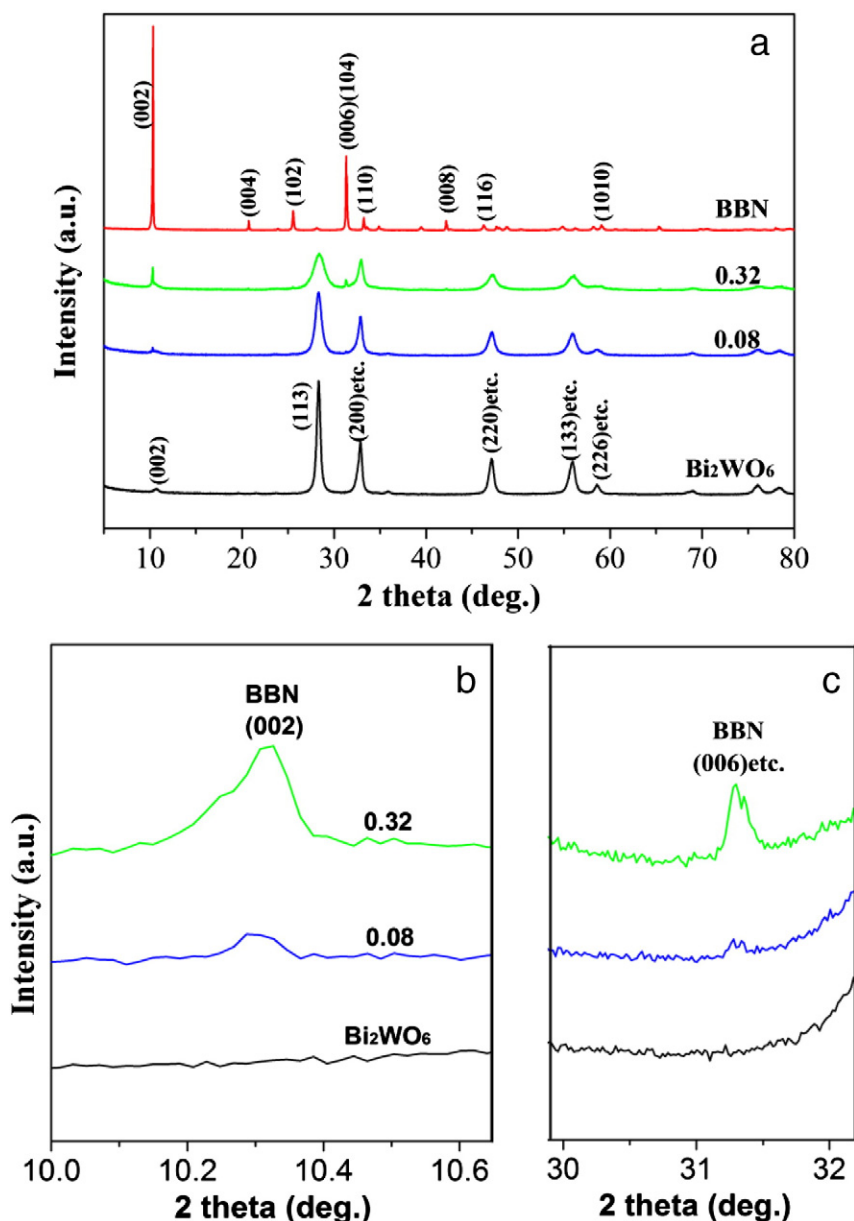 a
(002)
(004)
(102)
(006)(104)
(110)
(008)
(116)
(1010)
BBN
0.32
0.08
Bi₂WO₆
(002)
(113)
(200)etc.
(220)etc.
(133)etc.
(226)etc.
Intensity (a.u.)
10 20 30 40 50 60 70 80
2 theta (deg.)
b
BBN
(002)
0.32
0.08
Bi₂WO₆
Intensity (a.u.)
10.0 10.2 10.4 10.6
2 theta (deg.)
c
BBN
(006)etc.
30 31 32
2 theta (deg.)